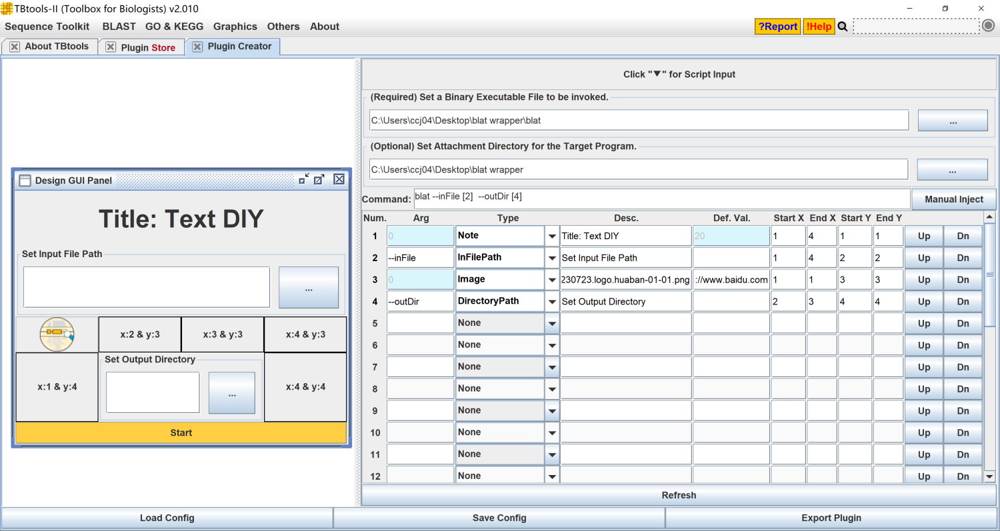 TBtools-II (Toolbox for Biologists) v2.010
Sequence Toolkit BLAST GO & KEGG Graphics Others About ?Report !Help
About TBtools Plugin Store Plugin Creator
Click "▼" for Script Input
(Required) Set a Binary Executable File to be invoked.
C:\Users\ccj04\Desktop\blat wrapper\blat ...
(Optional) Set Attachment Directory for the Target Program.
C:\Users\ccj04\Desktop\blat wrapper ...
Command: blat --inFile [2]  --outDir [4] Manual Inject
Num. Arg Type Desc. Def. Val. Start X End X Start Y End Y
1 0 Note Title: Text DIY 20 1 4 1 1 Up Dn
2 --inFile InFilePath Set Input File Path 1 4 2 2 Up Dn
3 0 Image 230723.logo.huaban-01-01.png ://www.baidu.com 1 1 3 3 Up Dn
4 --outDir DirectoryPath Set Output Directory 2 3 4 4 Up Dn
5 None Up Dn
6 None Up Dn
7 None Up Dn
8 None Up Dn
9 None Up Dn
10 None Up Dn
11 None Up Dn
12 None Up Dn
Refresh
Design GUI Panel
Title: Text DIY
Set Input File Path
...
x:2 & y:3 x:3 & y:3 x:4 & y:3
Set Output Directory
x:1 & y:4 ... x:4 & y:4
Start
Load Config Save Config Export Plugin